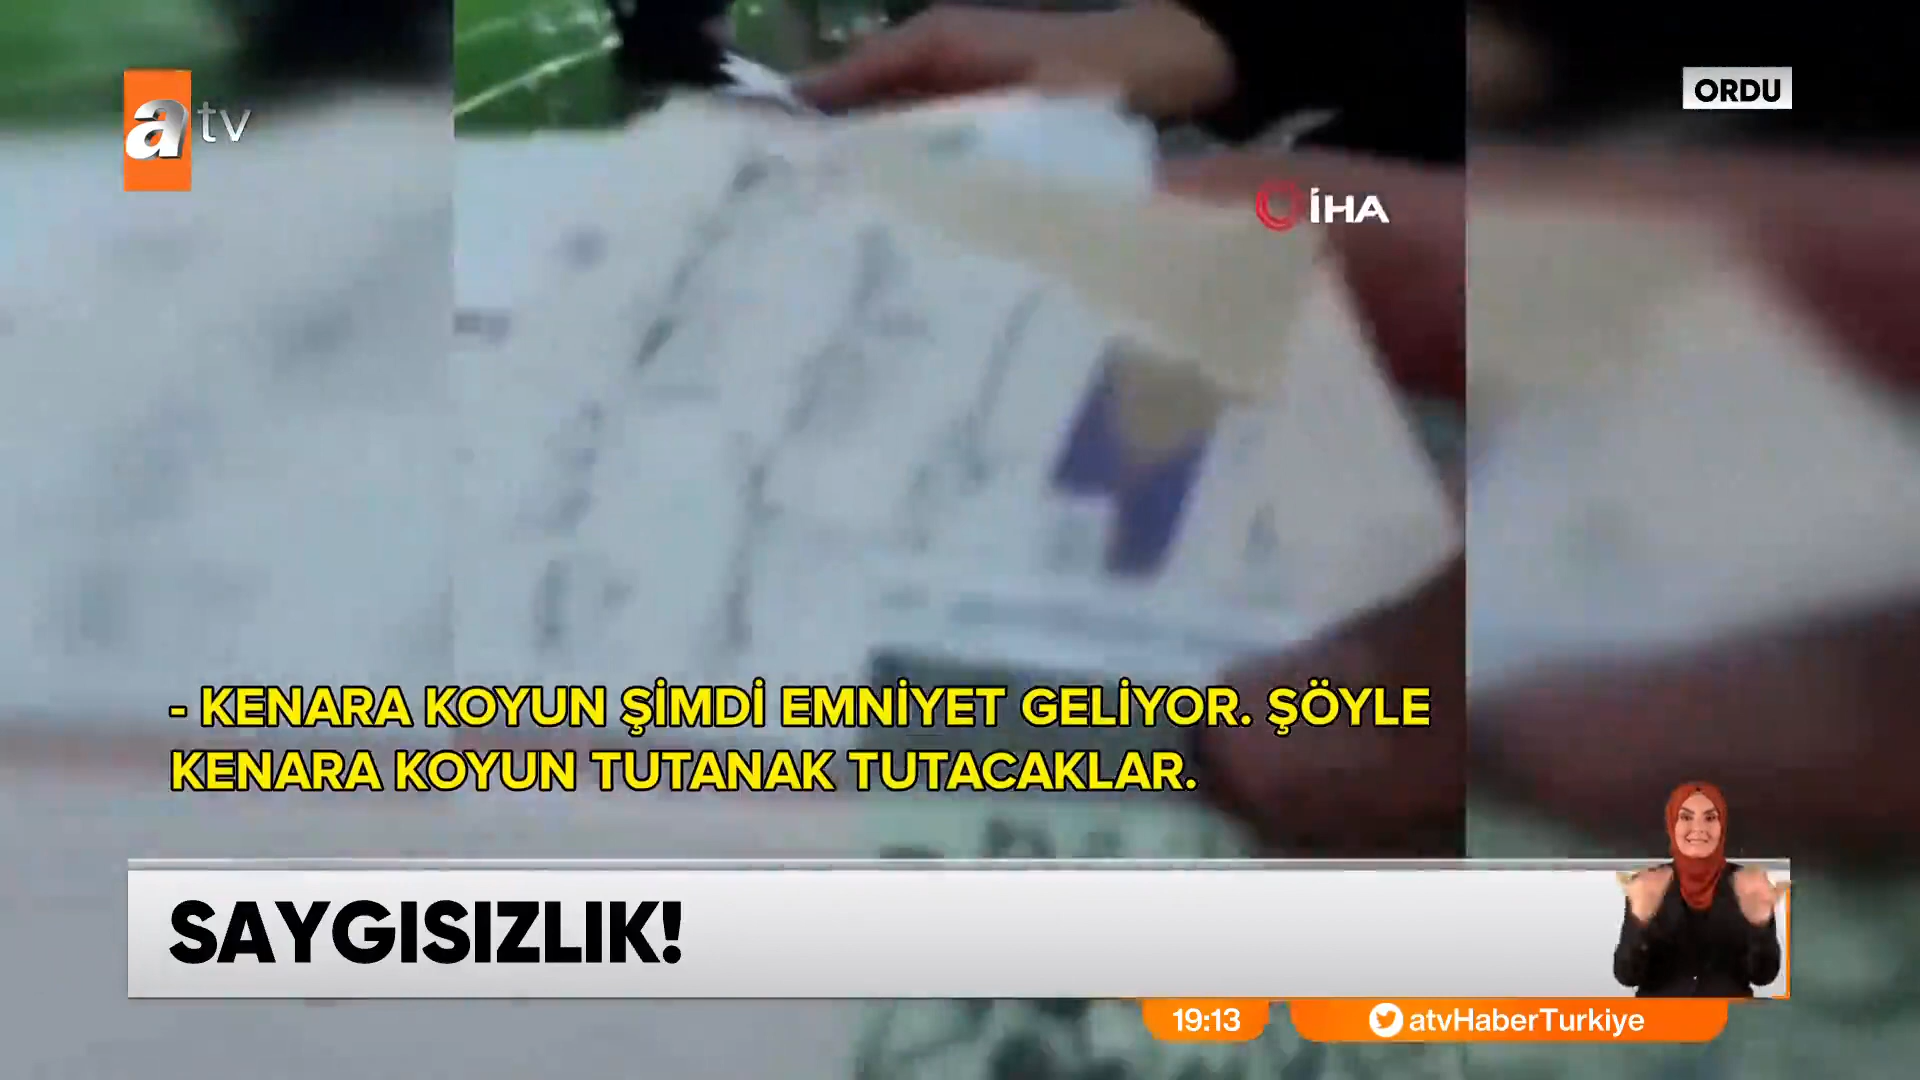 a tv
ORDU
İHA
- KENARA KOYUN ŞİMDİ EMNİYET GELİYOR. ŞÖYLE
KENARA KOYUN TUTANAK TUTACAKLAR.
SAYGISIZLIK!
19:13
atvHaberTurkiye